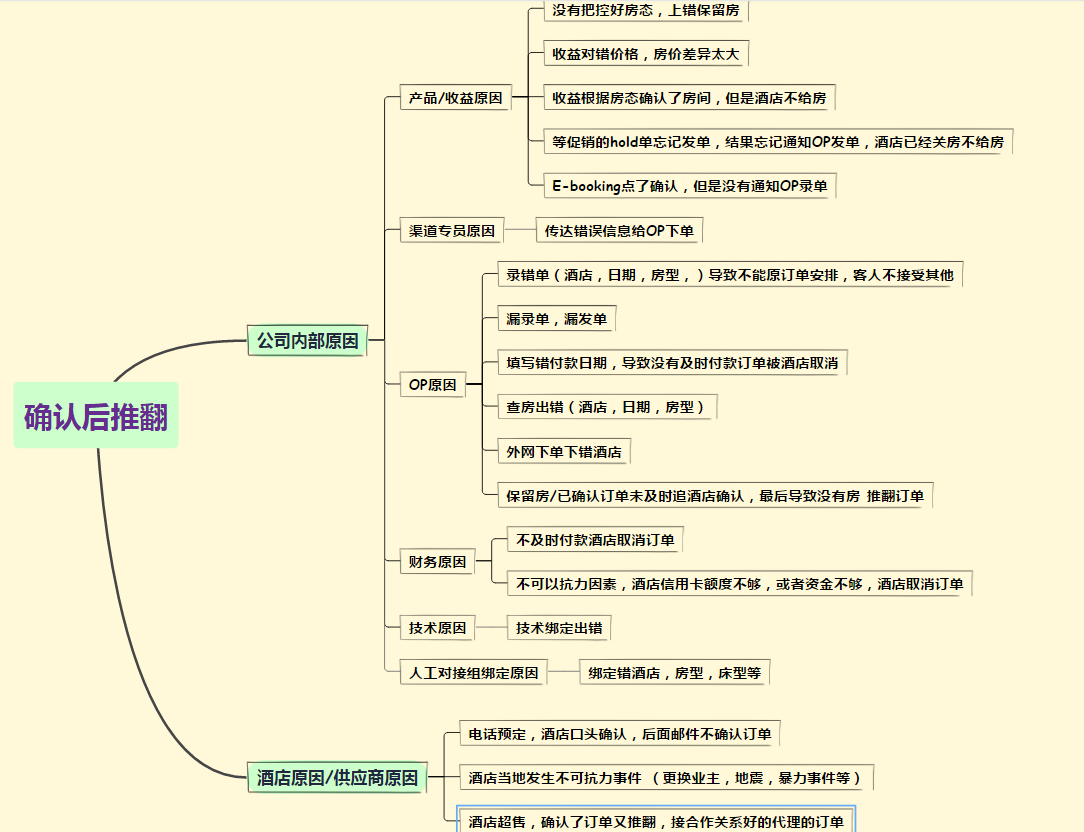 确认后推翻
公司内部原因
产品/收益原因
没有把控好房态，上错保留房
收益对错价格，房价差异太大
收益根据房态确认了房间，但是酒店不给房
等促销的hold单忘记发单，结果忘记通知OP发单，酒店已经关房不给房
E-booking点了确认，但是没有通知OP录单
渠道专员原因
传达错误信息给OP下单
OP原因
录错单（酒店，日期，房型，）导致不能原订单安排，客人不接受其他
漏录单，漏发单
填写错付款日期，导致没有及时付款订单被酒店取消
查房出错（酒店，日期，房型）
外网下单下错酒店
保留房/已确认订单未及时追酒店确认，最后导致没有房 推翻订单
财务原因
不及时付款酒店取消订单
不可以抗力因素，酒店信用卡额度不够，或者资金不够，酒店取消订单
技术原因
技术绑定出错
人工对接组绑定原因
绑定错酒店，房型，床型等
酒店原因/供应商原因
电话预定，酒店口头确认，后面邮件不确认订单
酒店当地发生不可抗力事件 （更换业主，地震，暴力事件等）
酒店超售，确认了订单又推翻，接合作关系好的代理的订单